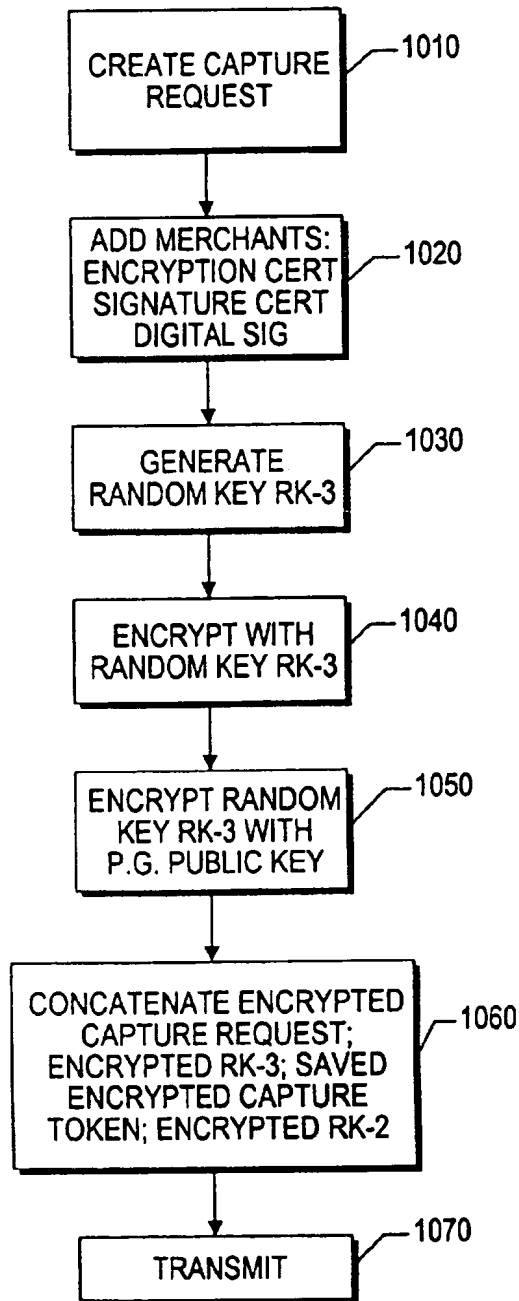 CREATE CAPTURE
REQUEST
1010
ADD MERCHANTS:
ENCRYPTION CERT
SIGNATURE CERT
DIGITAL SIG
1020
GENERATE
RANDOM KEY RK-3
1030
ENCRYPT WITH
RANDOM KEY RK-3
1040
ENCRYPT RANDOM
KEY RK-3 WITH
P.G. PUBLIC KEY
1050
CONCATENATE ENCRYPTED
CAPTURE REQUEST;
ENCRYPTED RK-3; SAVED
ENCRYPTED CAPTURE
TOKEN; ENCRYPTED RK-2
1060
TRANSMIT
1070